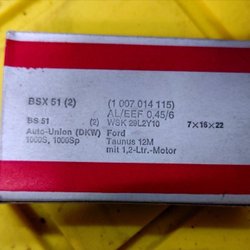 BSX 51 (2) (1 007 014 115)
AL/EEF 0,45/6
BS 51 (2) WSK 29L2Y10 7×16×22
Auto-Union (DKW) Ford
1000S, 1000Sp Taunus 12M
mit 1,2-Ltr.-Motor